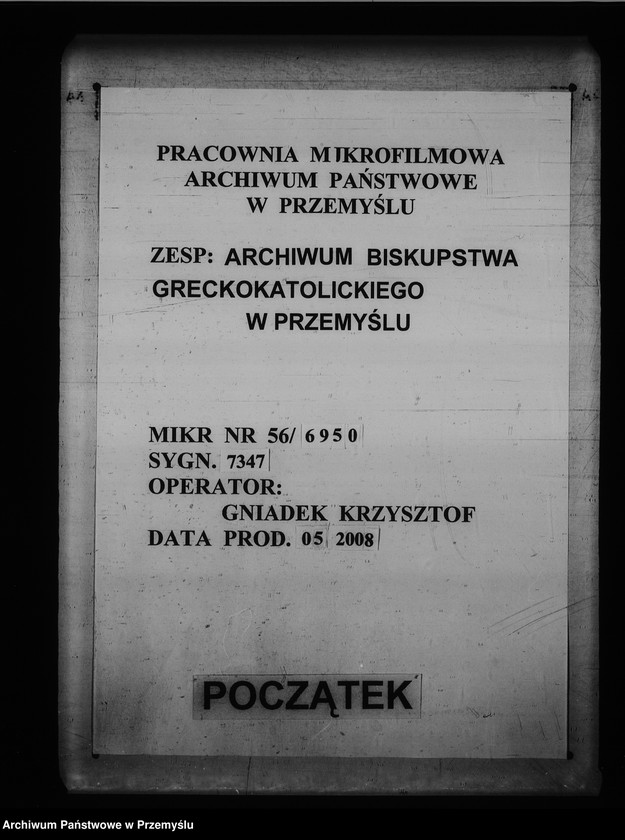 PRACOWNIA MIKROFILMOWA
ARCHIWUM PAŃSTWOWE
W PRZEMYŚLU
ZESP: ARCHIWUM BISKUPSTWA
GRECKOKATOLICKIEGO
W PRZEMYŚLU
MIKR NR 56/ 6950
SYGN. 7347
OPERATOR:
GNIADEK KRZYSZTOF
DATA PROD. 05 2008
POCZĄTEK
Archiwum Państwowe w Przemyślu